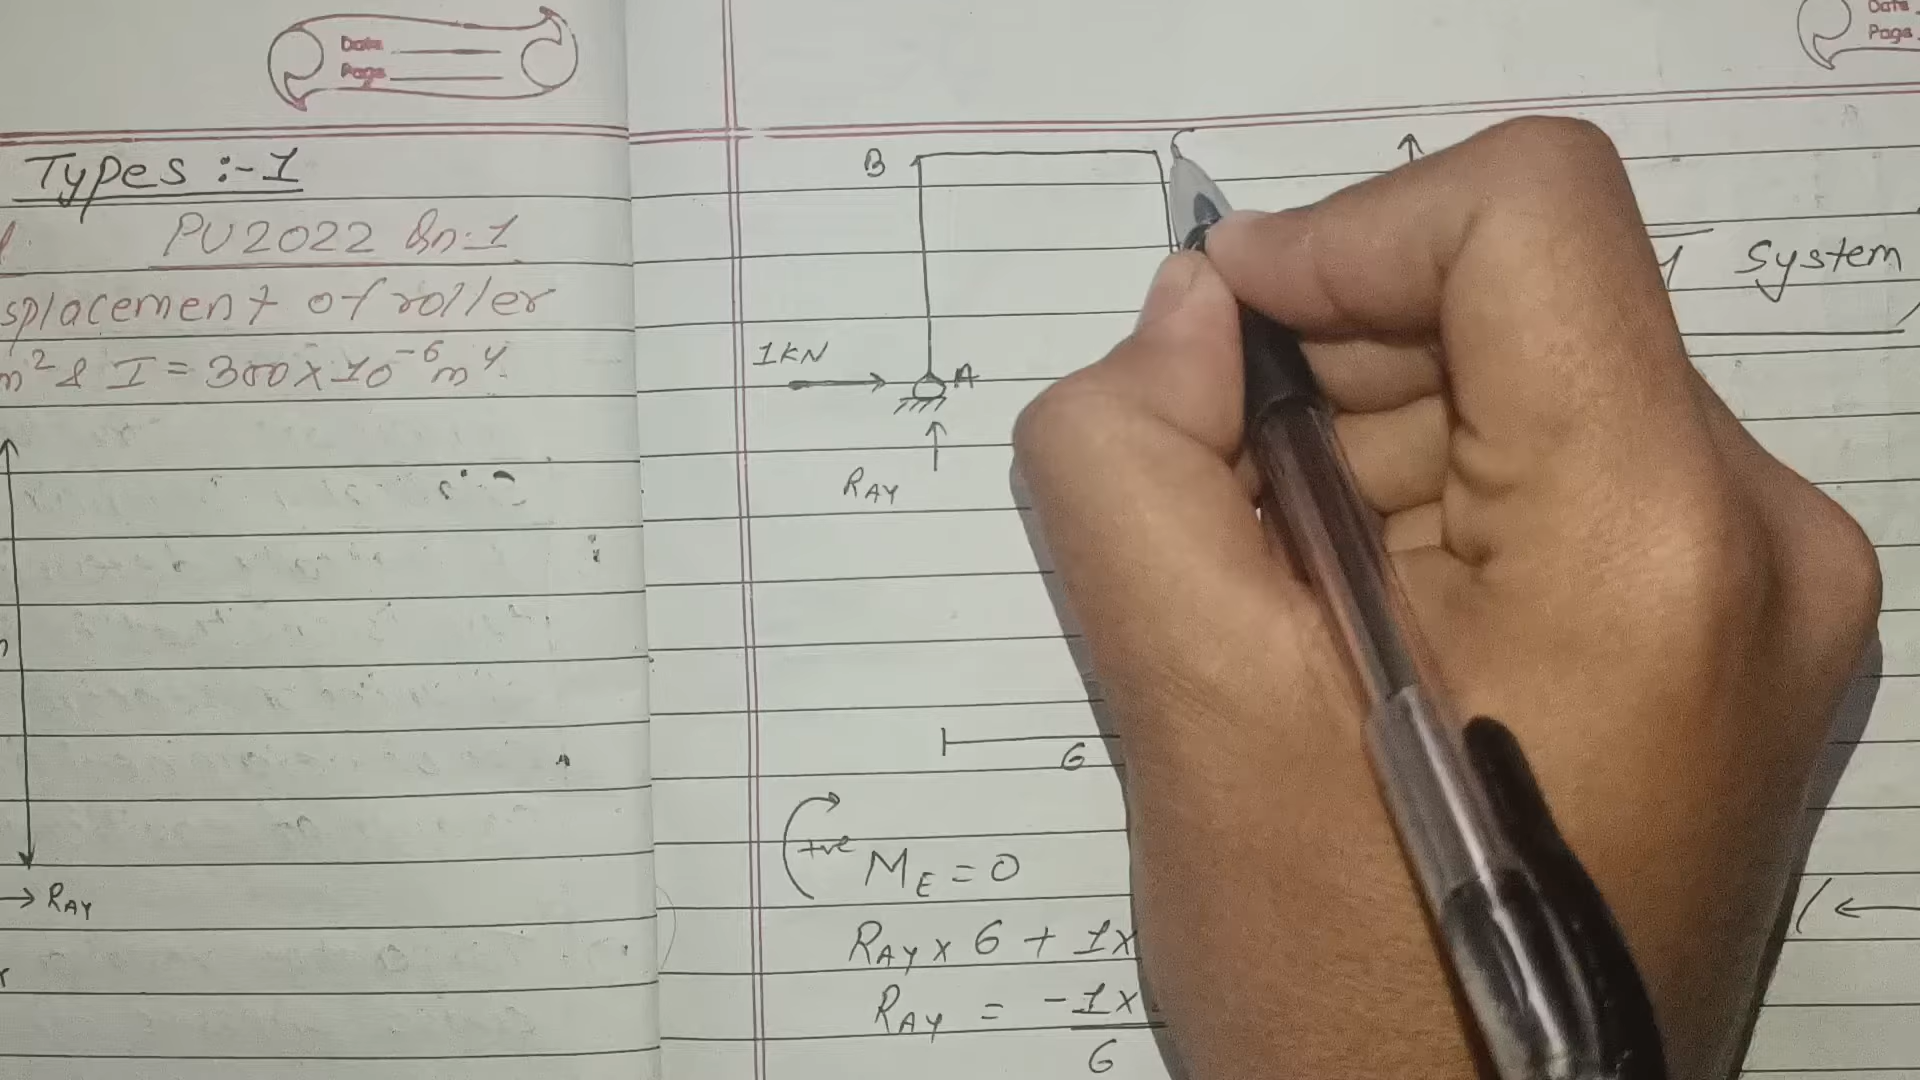 Date
Page
Types :- 1
PU2022 Qn:1
splacement of roller
m² & I = 300 x 10⁻⁶ m⁴.
R_AY
Date
Page
B
1KN
A
R_AY
System
6
+ve M_E = 0
R_AY x 6 + 1x
R_AY = -1x
6